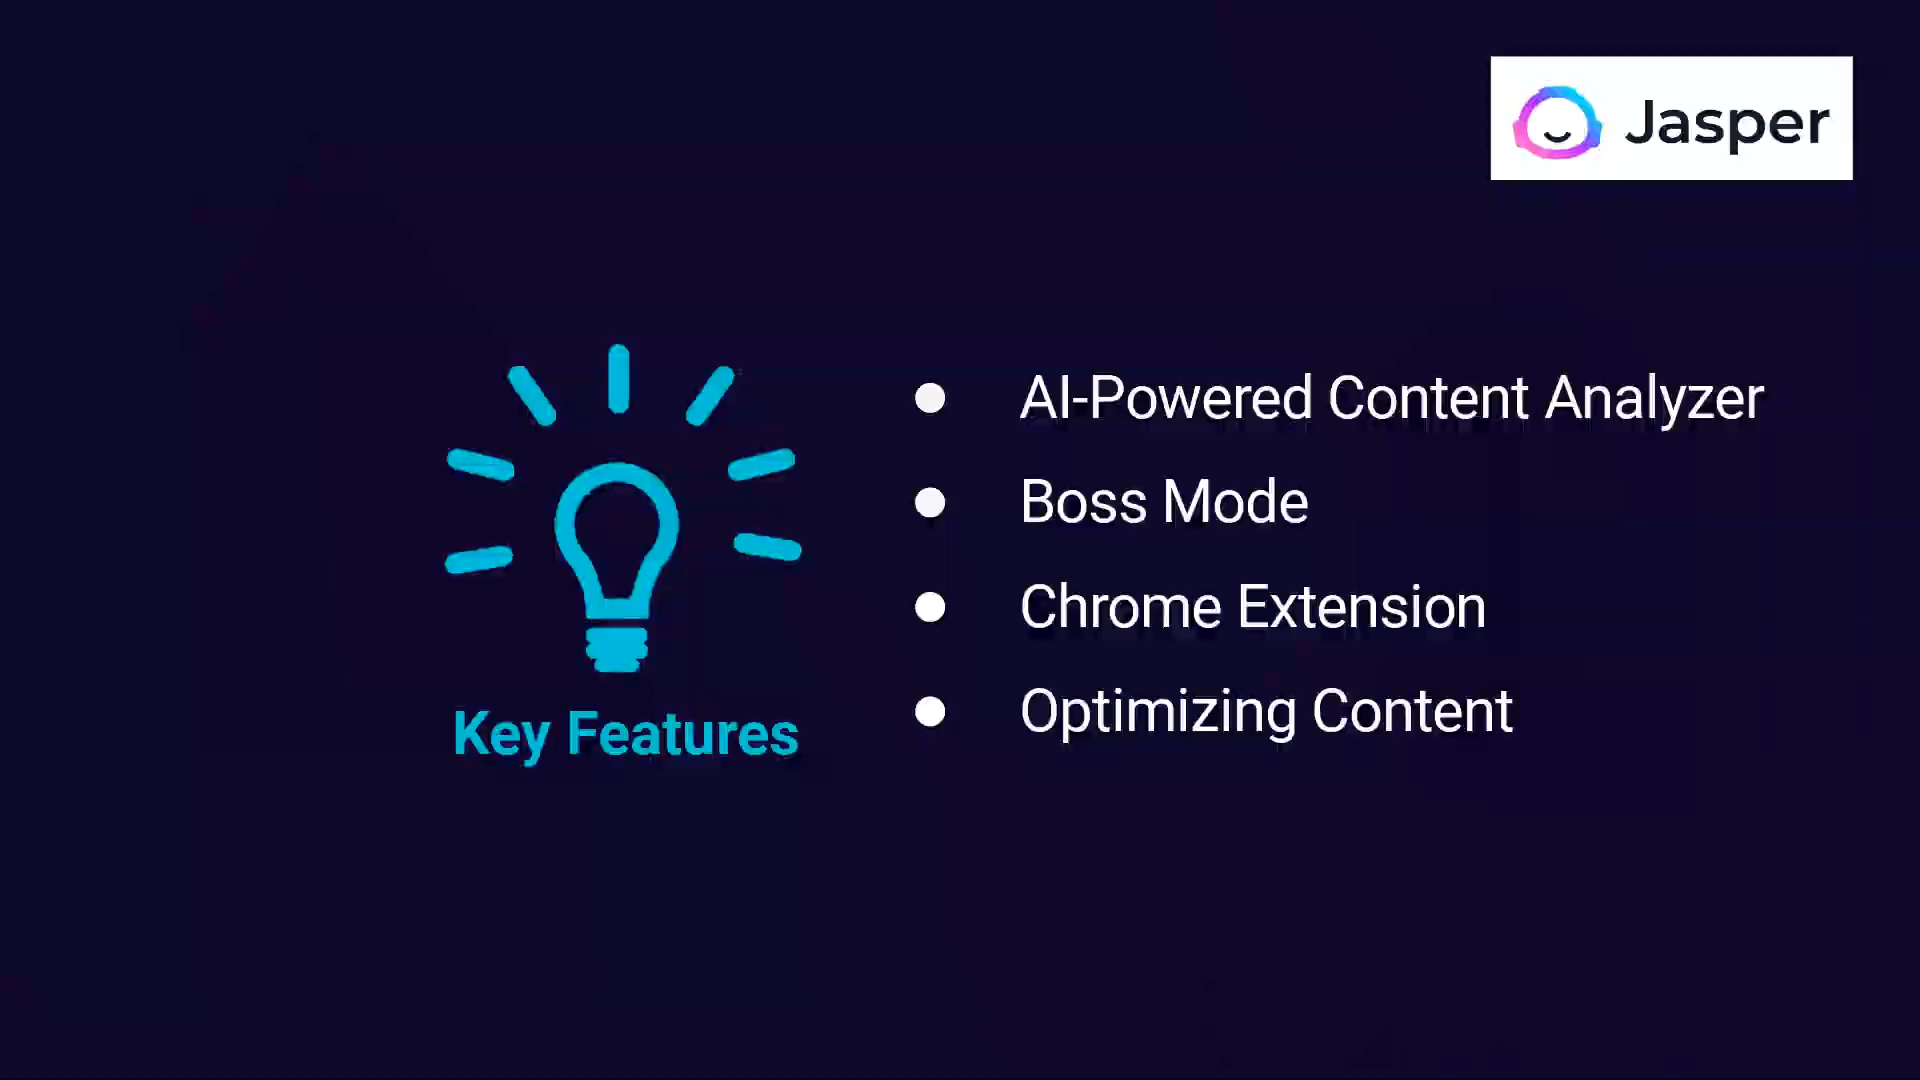 Jasper
AI-Powered Content Analyzer
Boss Mode
Chrome Extension
Optimizing Content
Key Features